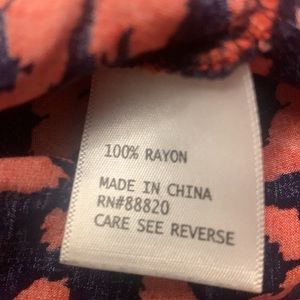 100% RAYON
MADE IN CHINA
RN#88820
CARE SEE REVERSE